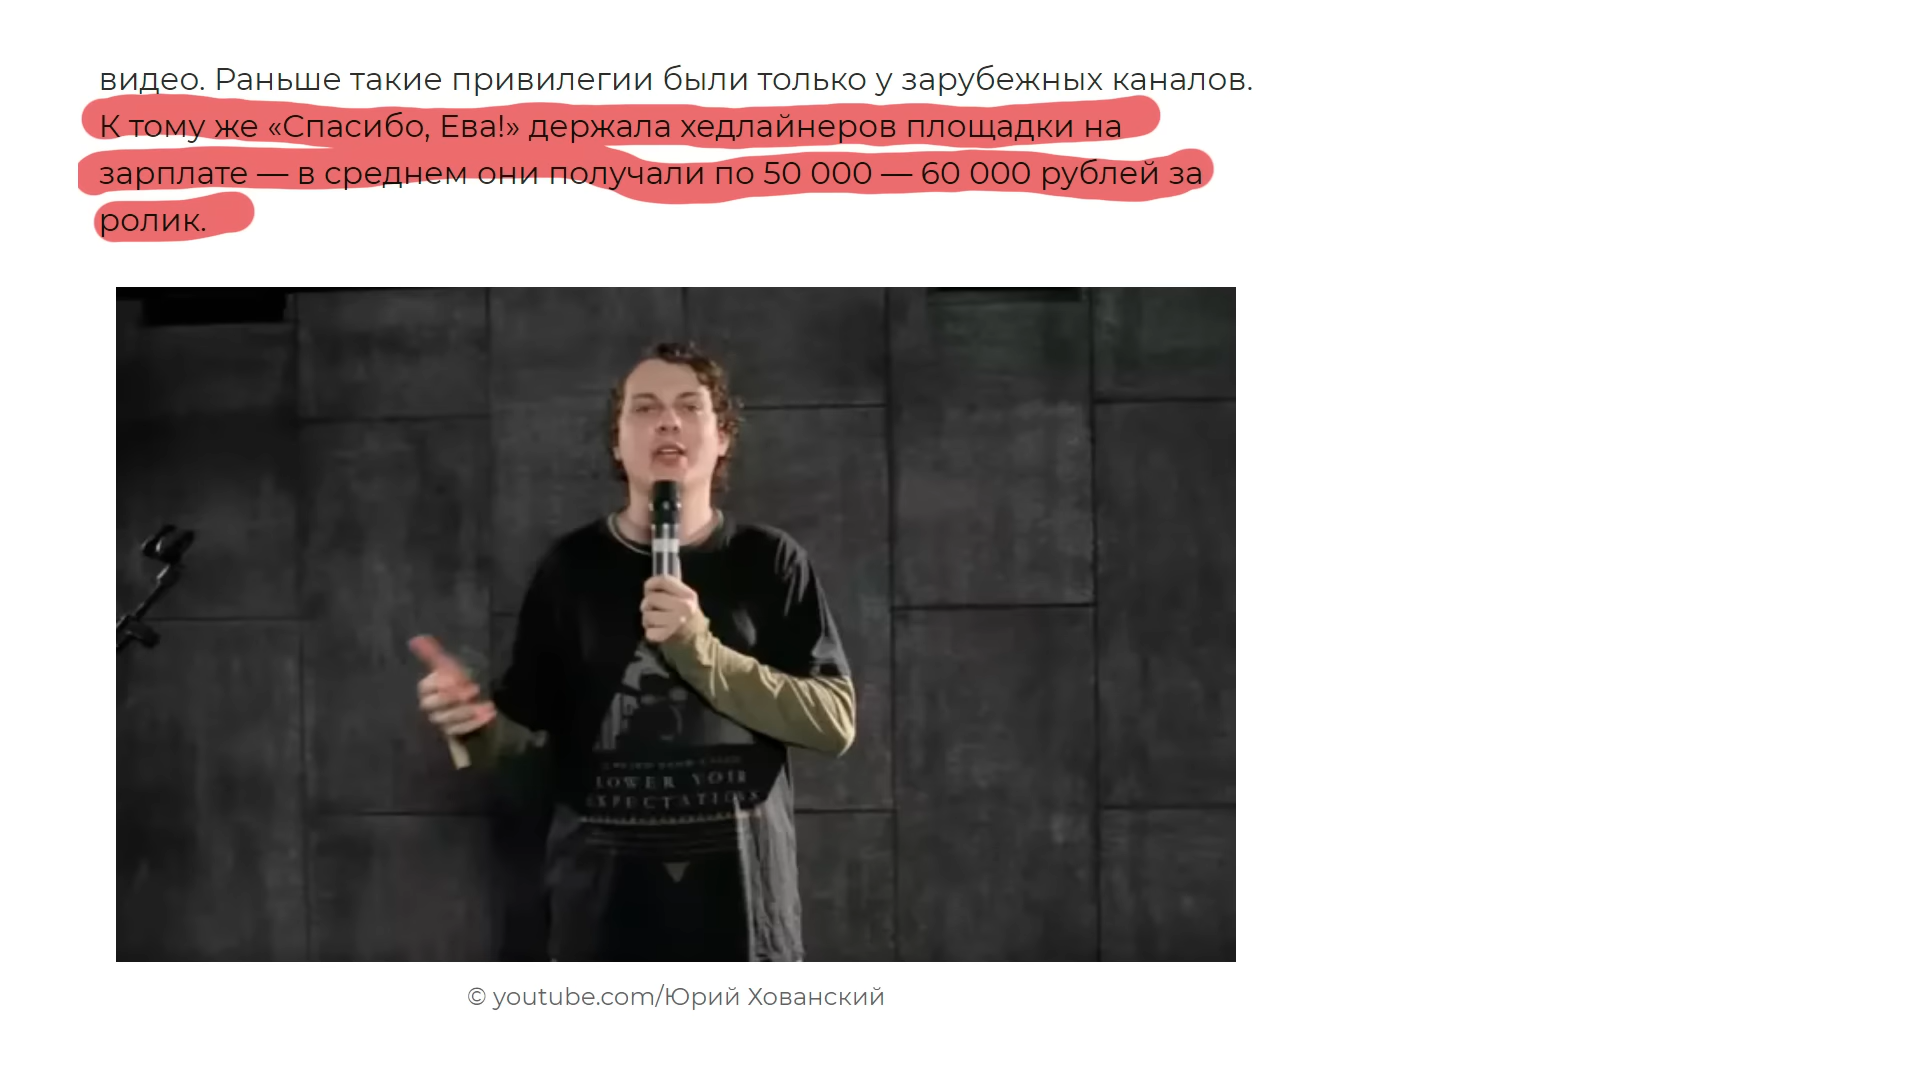 видео. Раньше такие привилегии были только у зарубежных каналов.
К тому же «Спасибо, Ева!» держала хедлайнеров площадки на
зарплате — в среднем они получали по 50 000 — 60 000 рублей за
ролик.
LOWER YOUR
EXPECTATIONS
© youtube.com/Юрий Хованский